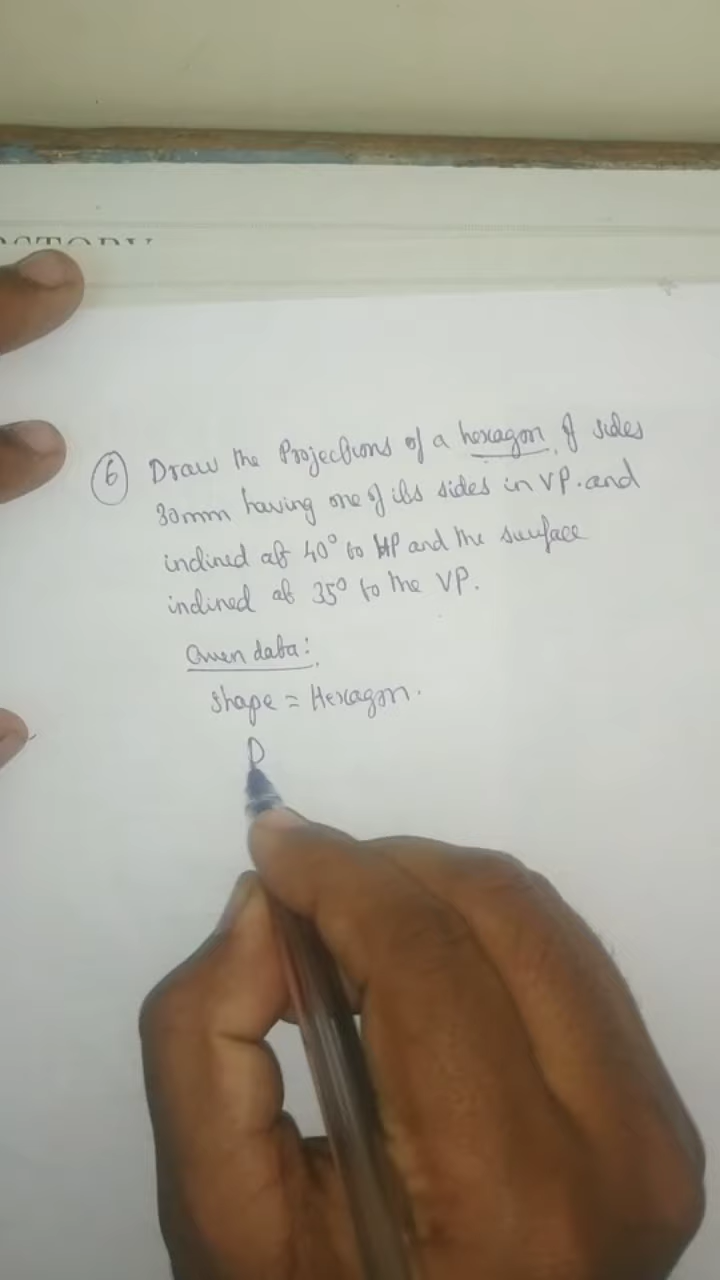 6 Draw the Projections of a hexagon of sides
30mm having one of its sides in VP. and
inclined at 40° to HP and the surface
inclined at 35° to the VP.
Given data:
Shape = Hexagon.
D